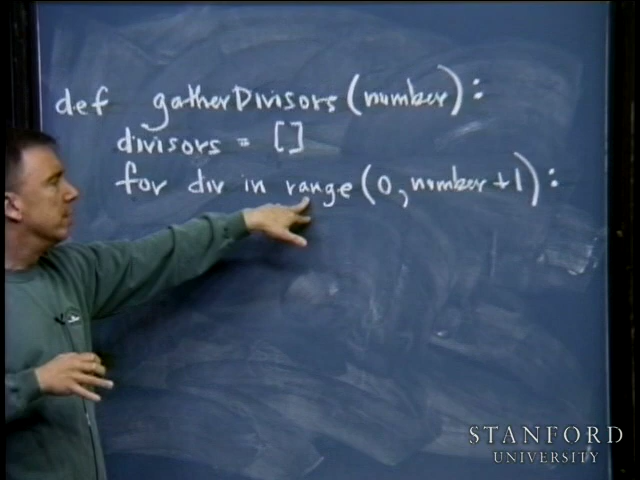 def gatherDivisors(number):
divisors = []
for div in range(0,number+1):
STANFORD
UNIVERSITY